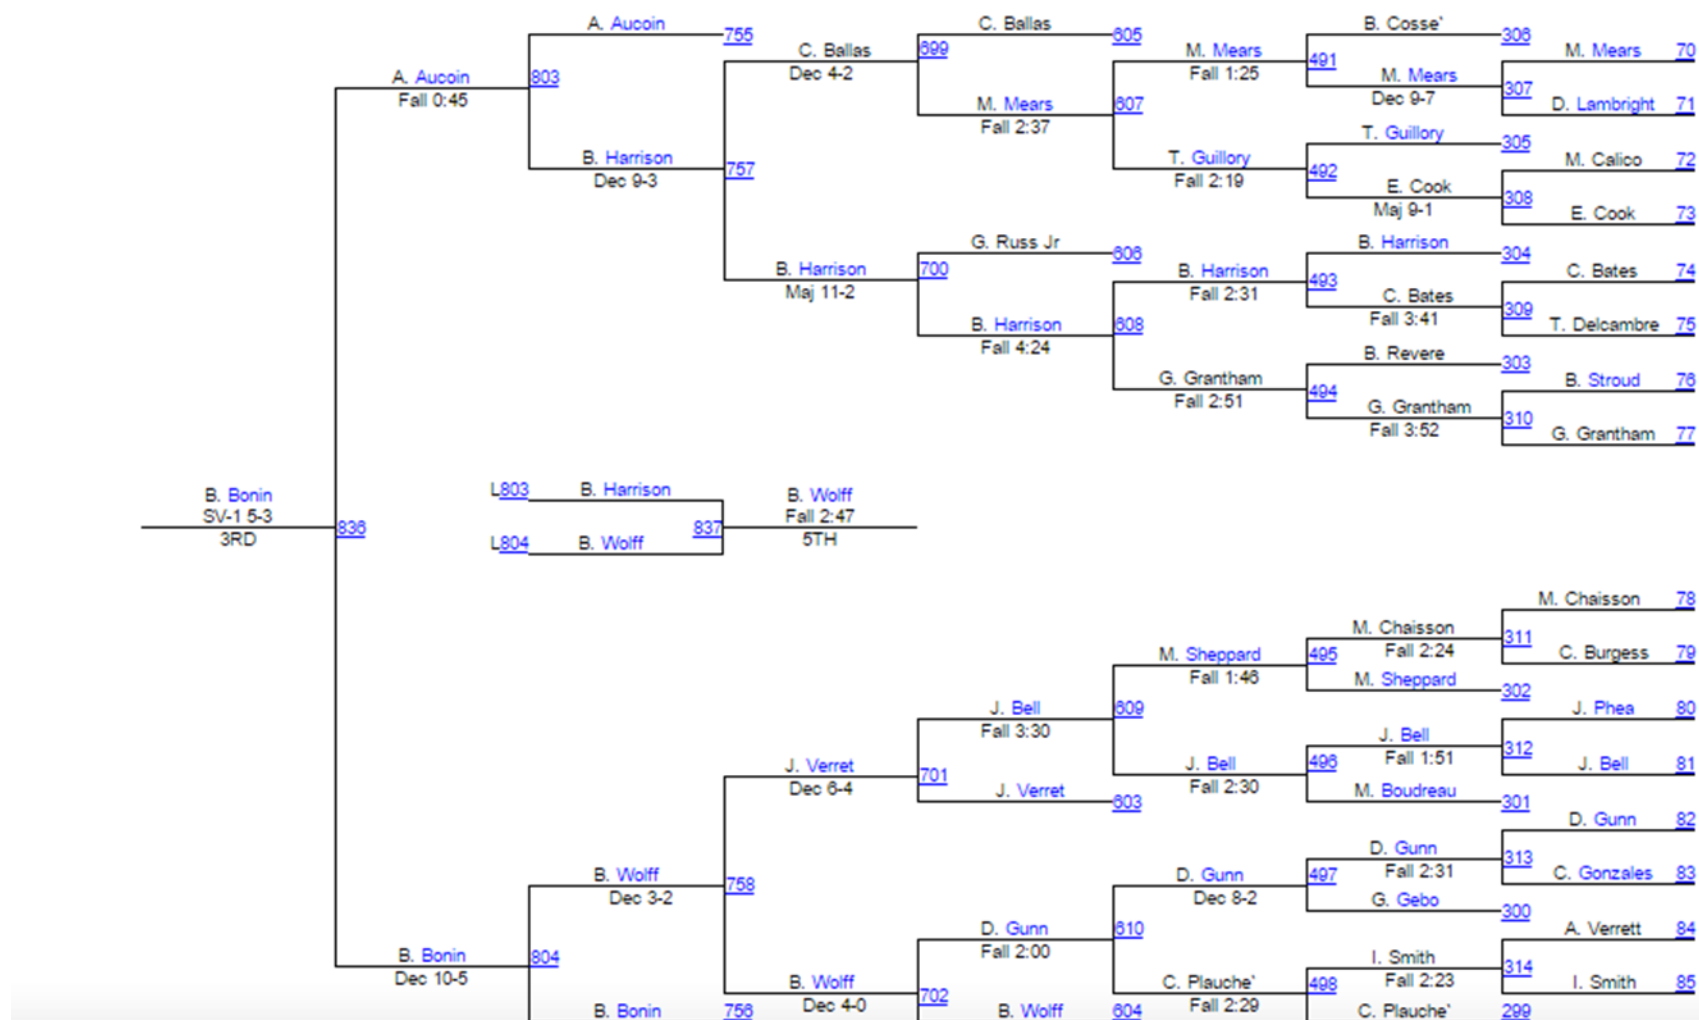 C. Ballas
B. Cosse'
A. Aucoin
755
605
306
C. Ballas
699
M. Mears
M. Mears 70
Dec 4-2
Fall 1:25
491
A. Aucoin
803
M. Mears
307
Fall 0:45
M. Mears
607
Dec 9-7
D. Lambright 71
Fall 2:37
T. Guillory
305
B. Harrison
T. Guillory
M. Calico 72
Dec 9-3
757
Fall 2:19
492
E. Cook
308
Maj 9-1
E. Cook 73
G. Russ Jr
606
B. Harrison
304
B. Harrison
700
B. Harrison
C. Bates 74
Maj 11-2
Fall 2:31
493
C. Bates
309
B. Harrison
608
Fall 3:41
T. Delcambre 75
Fall 4:24
B. Revere
303
G. Grantham
B. Stroud 76
Fall 2:51
494
G. Grantham
310
Fall 3:52
G. Grantham 77
B. Bonin
L803 B. Harrison
B. Wolff
SV-1 5-3
Fall 2:47
3RD
836
837
5TH
L804 B. Wolff
M. Chaisson 78
M. Chaisson
311
Fall 2:24
M. Sheppard
495
C. Burgess 79
Fall 1:46
M. Sheppard
302
J. Bell
609
J. Phea 80
Fall 3:30
J. Bell
312
J. Verret
701
J. Bell
496
Fall 1:51
J. Bell 81
Dec 6-4
Fall 2:30
J. Verret
603
M. Boudreau
301
D. Gunn 82
D. Gunn
313
B. Wolff
758
D. Gunn
497
Fall 2:31
C. Gonzales 83
Dec 3-2
Dec 8-2
G. Gebo
300
D. Gunn
610
A. Verrett 84
Fall 2:00
B. Bonin
804
I. Smith
314
Dec 10-5
B. Wolff
702
C. Plauche'
498
Fall 2:23
I. Smith 85
Dec 4-0
Fall 2:29
B. Bonin
756
B. Wolff
604
C. Plauche'
299